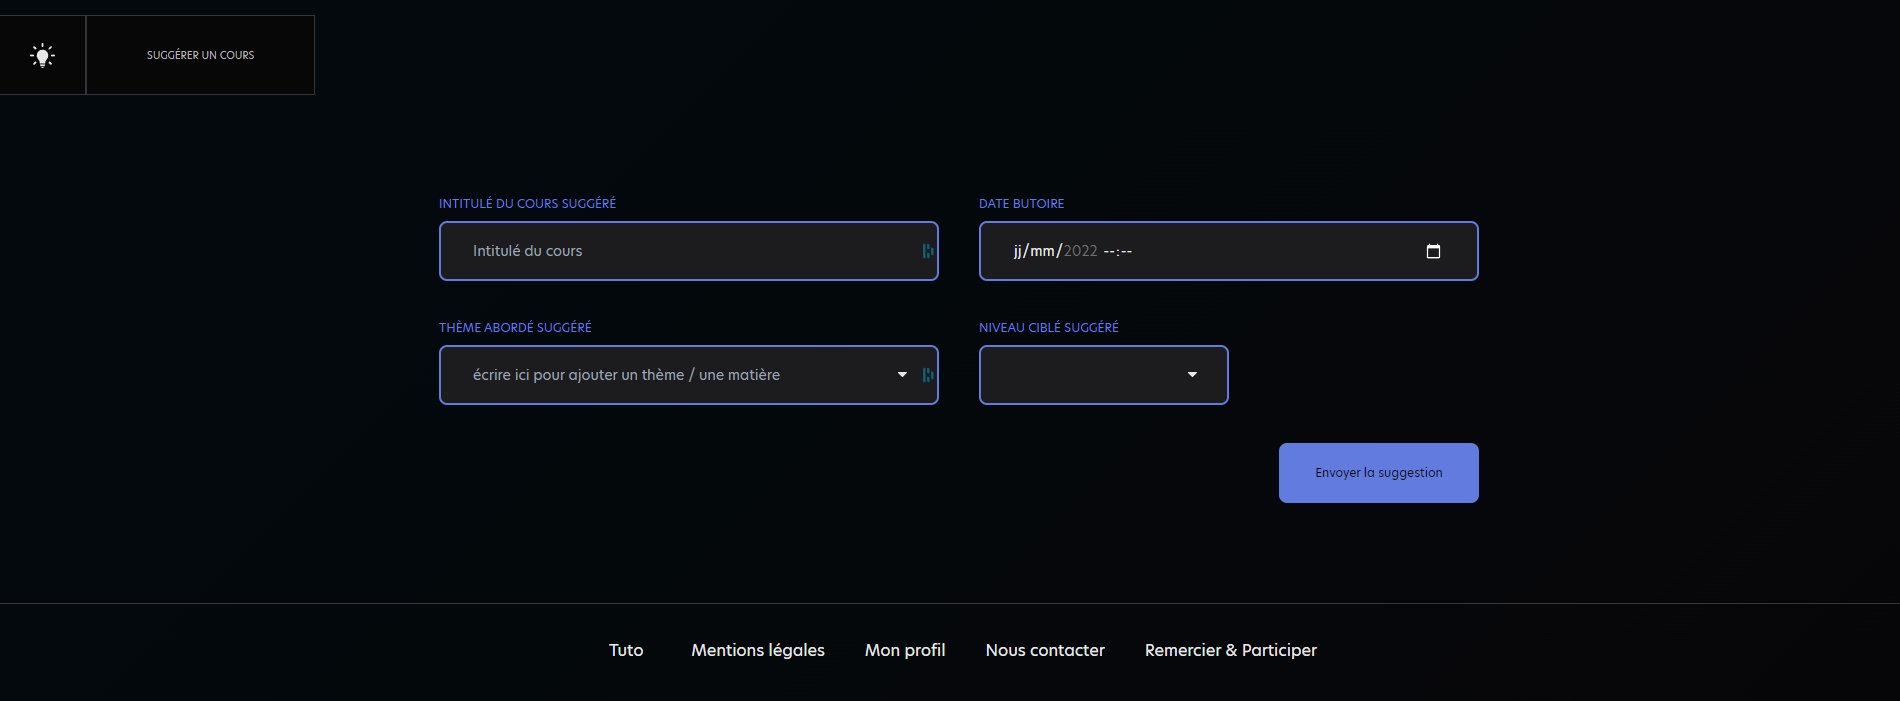 SUGGÉRER UN COURS
INTITULÉ DU COURS SUGGÉRÉ
Intitulé du cours
DATE BUTOIRE
jj/mm/2022 --:--
THÈME ABORDÉ SUGGÉRÉ
écrire ici pour ajouter un thème / une matière
NIVEAU CIBLÉ SUGGÉRÉ
Envoyer la suggestion
Tuto Mentions légales Mon profil Nous contacter Remercier & Participer